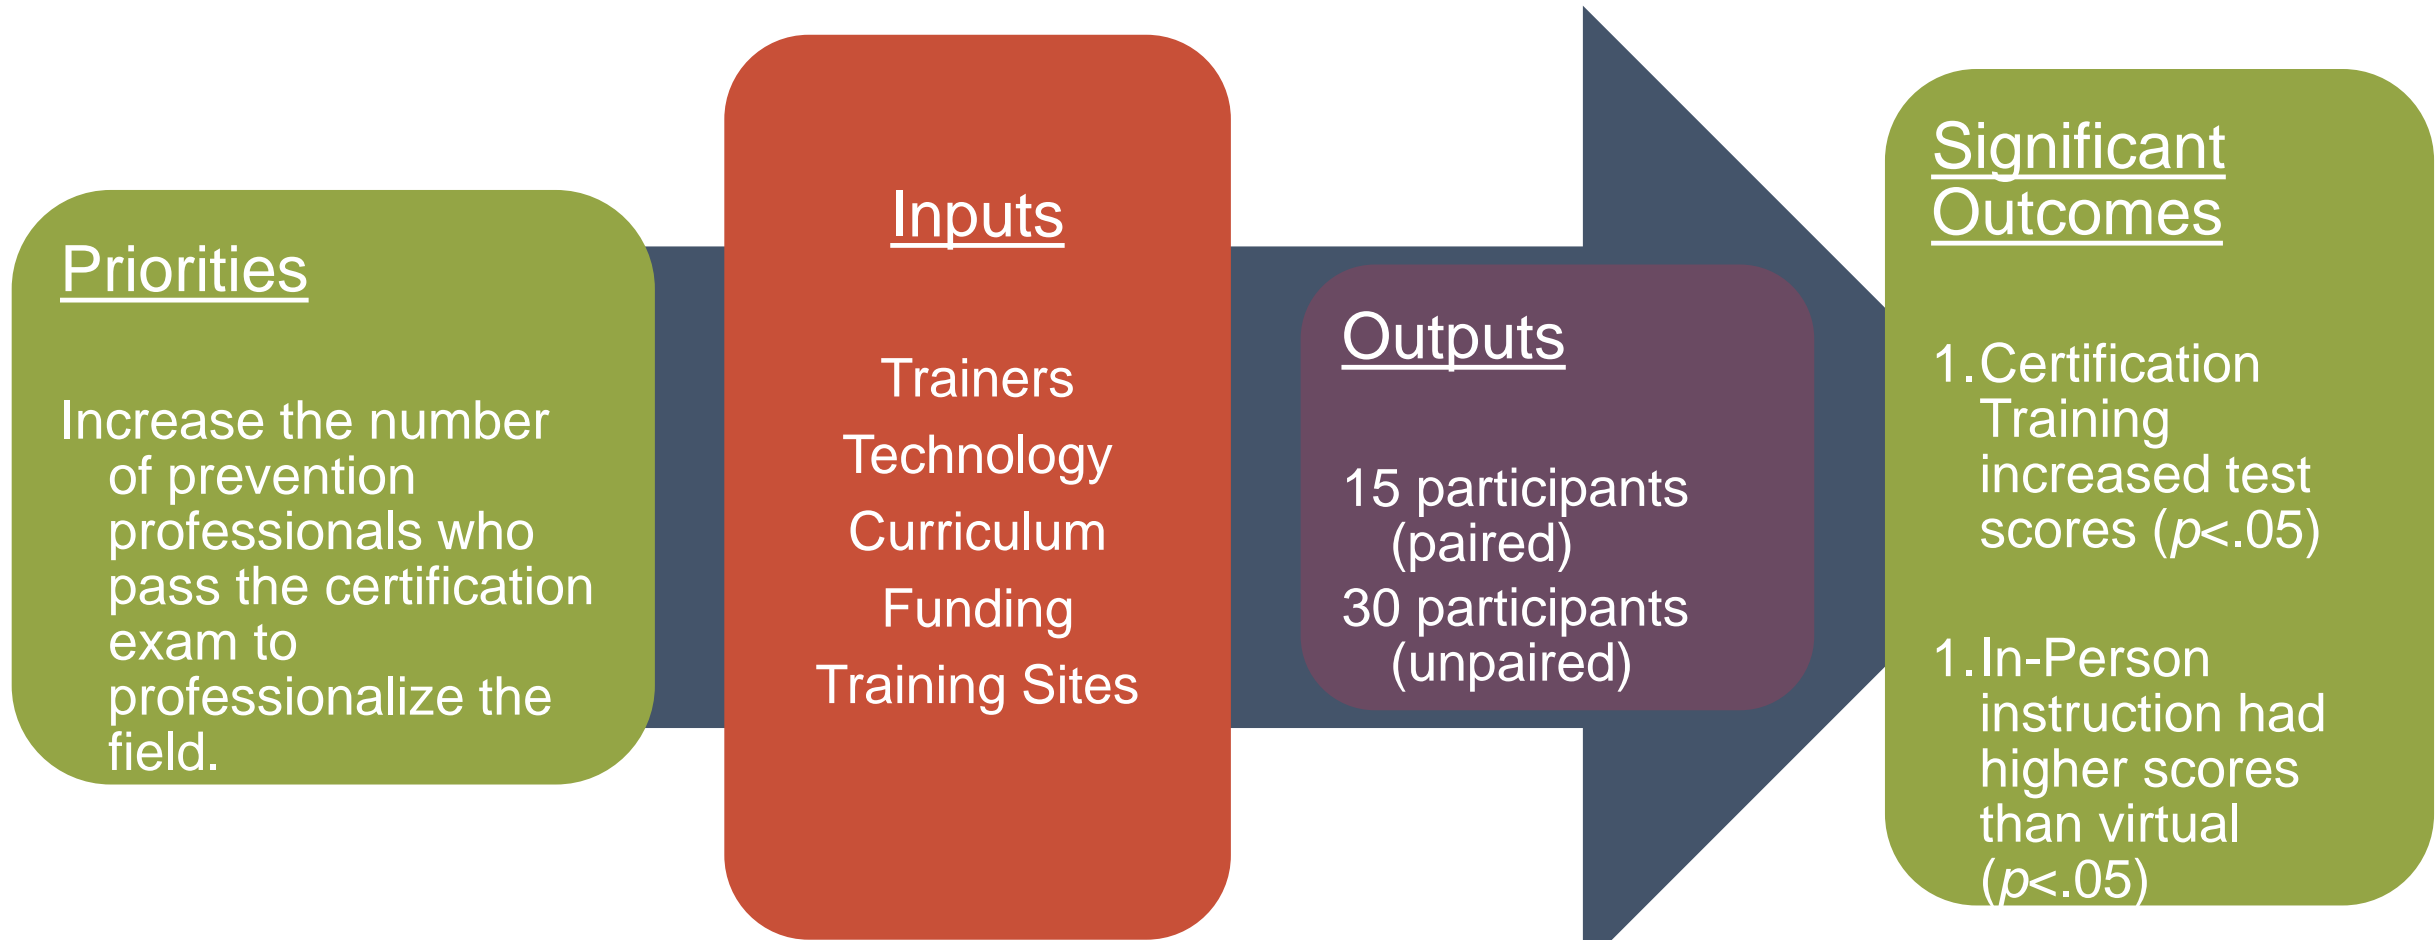 Priorities
Increase the number
of prevention
professionals who
pass the certification
exam to
professionalize the
field.
Inputs
Trainers
Technology
Curriculum
Funding
Training Sites
Outputs
15 participants
(paired)
30 participants
(unpaired)
Significant
Outcomes
1.Certification
Training
increased test
scores (p<.05)
1.In-Person
instruction had
higher scores
than virtual
(p<.05)